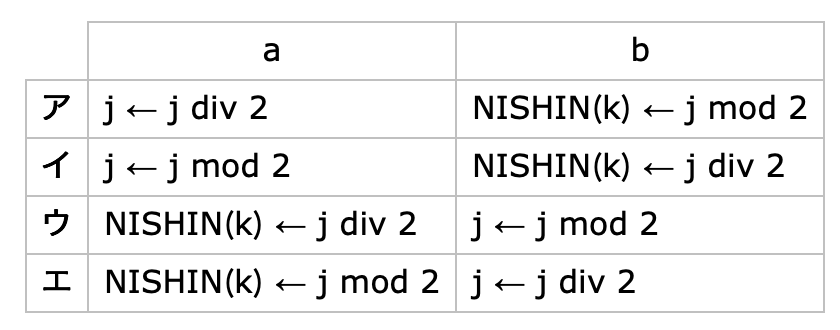 a b
ア j ← j div 2 NISHIN(k) ← j mod 2
イ j ← j mod 2 NISHIN(k) ← j div 2
ウ NISHIN(k) ← j div 2 j ← j mod 2
エ NISHIN(k) ← j mod 2 j ← j div 2